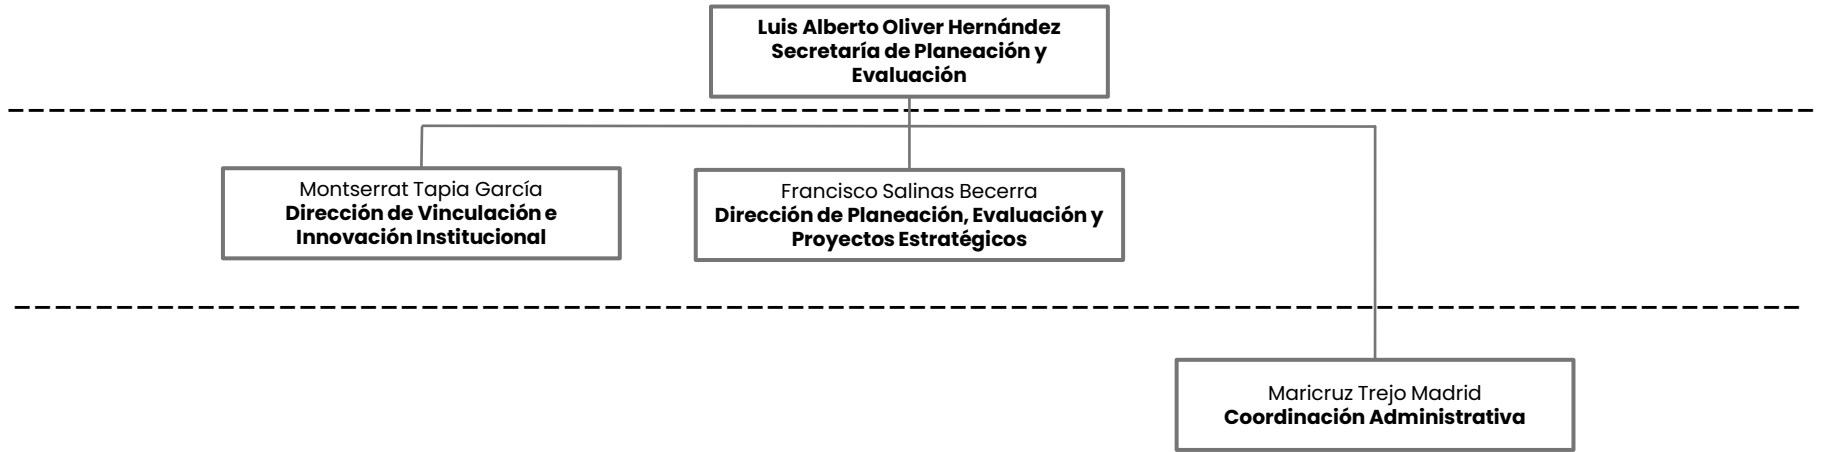 Luis Alberto Oliver Hernández
Secretaría de Planeación y
Evaluación
Montserrat Tapia García
Dirección de Vinculación e
Innovación Institucional
Francisco Salinas Becerra
Dirección de Planeación, Evaluación y
Proyectos Estratégicos
Maricruz Trejo Madrid
Coordinación Administrativa